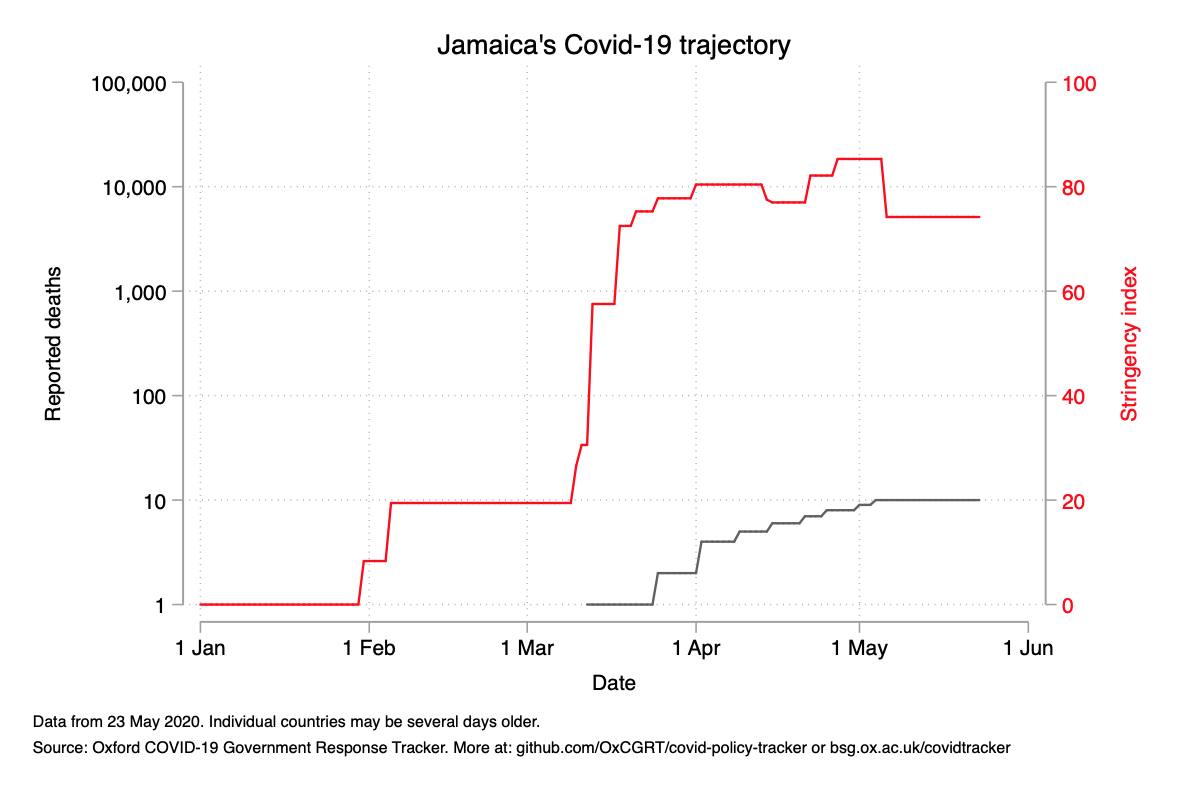 Jamaica's Covid-19 trajectory
100,000
10,000
1,000
100
10
1
Reported deaths
100
80
60
40
20
0
Stringency index
1 Jan
1 Feb
1 Mar
1 Apr
1 May
1 Jun
Date
Data from 23 May 2020. Individual countries may be several days older.
Source: Oxford COVID-19 Government Response Tracker. More at: github.com/OxCGRT/covid-policy-tracker or bsg.ox.ac.uk/covidtracker